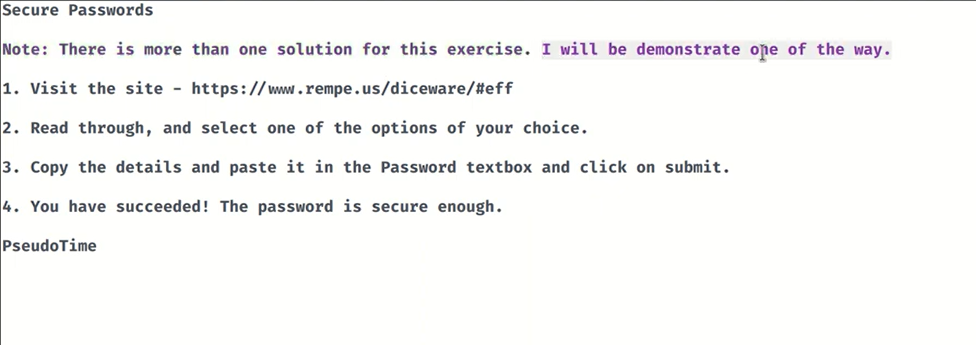 Secure Passwords
Note: There is more than one solution for this exercise. I will be demonstrate one of the way.
1. Visit the site - https://www.rempe.us/diceware/#eff
2. Read through, and select one of the options of your choice.
3. Copy the details and paste it in the Password textbox and click on submit.
4. You have succeeded! The password is secure enough.
PseudoTime